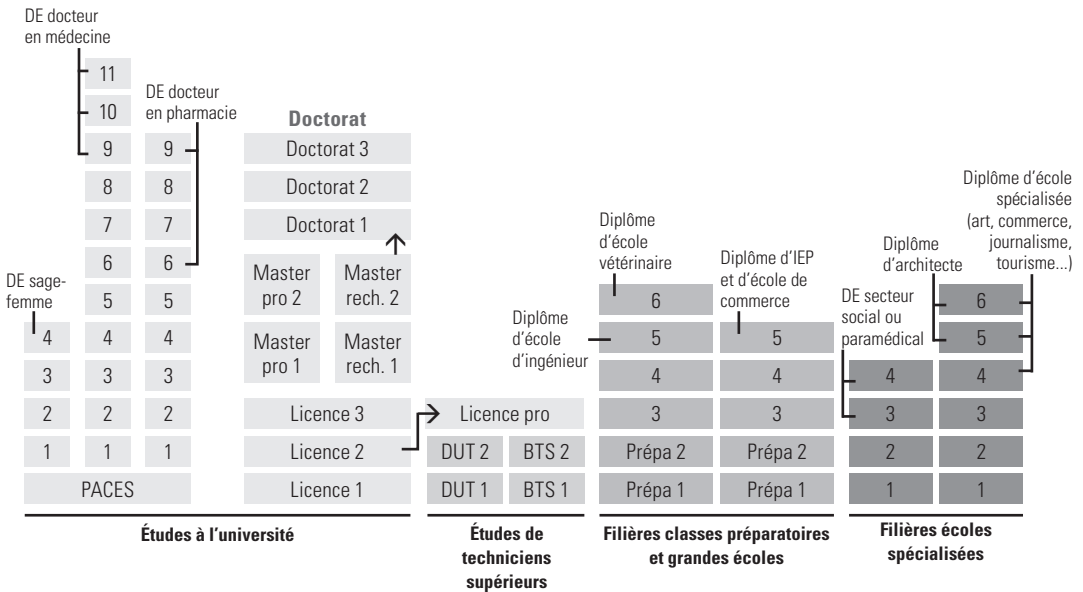 DE docteur
en médecine
11
10
DE docteur
en pharmacie
Doctorat
9
9
Doctorat 3
8
8
Doctorat 2
7
7
Doctorat 1
6
6
Master
pro 2
Master
rech. 2
DE sage-
femme
5
5
4
4
4
Master
pro 1
Master
rech. 1
3
3
3
2
2
2
Licence 3
1
1
1
Licence 2
PACES
Licence 1
Études à l’université
Licence pro
DUT 2
BTS 2
DUT 1
BTS 1
Études de
techniciens
supérieurs
Diplôme
d’école
vétérinaire
Diplôme d’IEP
et d’école de
commerce
Diplôme
d’école
d’ingénieur
6
5
5
4
4
3
3
Prépa 2
Prépa 2
Prépa 1
Prépa 1
Filières classes préparatoires
et grandes écoles
Diplôme d’école
spécialisée
(art, commerce,
journalisme,
tourisme...)
Diplôme
d’architecte
DE secteur
social ou
paramédical
6
5
4
4
3
3
2
2
1
1
Filières écoles
spécialisées